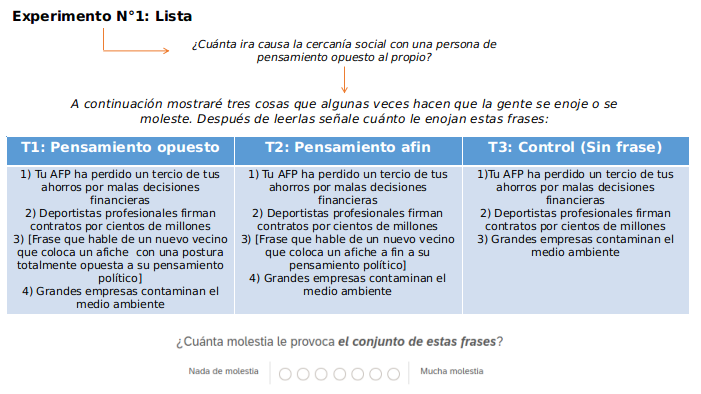 Experimento N°1: Lista
¿Cuánta ira causa la cercanía social con una persona de
pensamiento opuesto al propio?
A continuación mostraré tres cosas que algunas veces hacen que la gente se enoje o se
moleste. Después de leerlas señale cuánto le enojan estas frases:
T1: Pensamiento opuesto
1) Tu AFP ha perdido un tercio de tus
ahorros por malas decisiones
financieras
2) Deportistas profesionales firman
contratos por cientos de millones
3) [Frase que hable de un nuevo vecino
que coloca un afiche  con una postura
totalmente opuesta a su pensamiento
político]
4) Grandes empresas contaminan el
medio ambiente
T2: Pensamiento afin
1) Tu AFP ha perdido un tercio de tus
ahorros por malas decisiones
financieras
2) Deportistas profesionales firman
contratos por cientos de millones
3) [Frase que hable de un nuevo vecino
que coloca un afiche a fin a su
pensamiento político]
4) Grandes empresas contaminan el
medio ambiente
T3: Control (Sin frase)
1)Tu AFP ha perdido un tercio de tus
ahorros por malas decisiones
financieras
2) Deportistas profesionales firman
contratos por cientos de millones
3) Grandes empresas contaminan el
medio ambiente
¿Cuánta molestia le provoca el conjunto de estas frases?
Nada de molestia
Mucha molestia